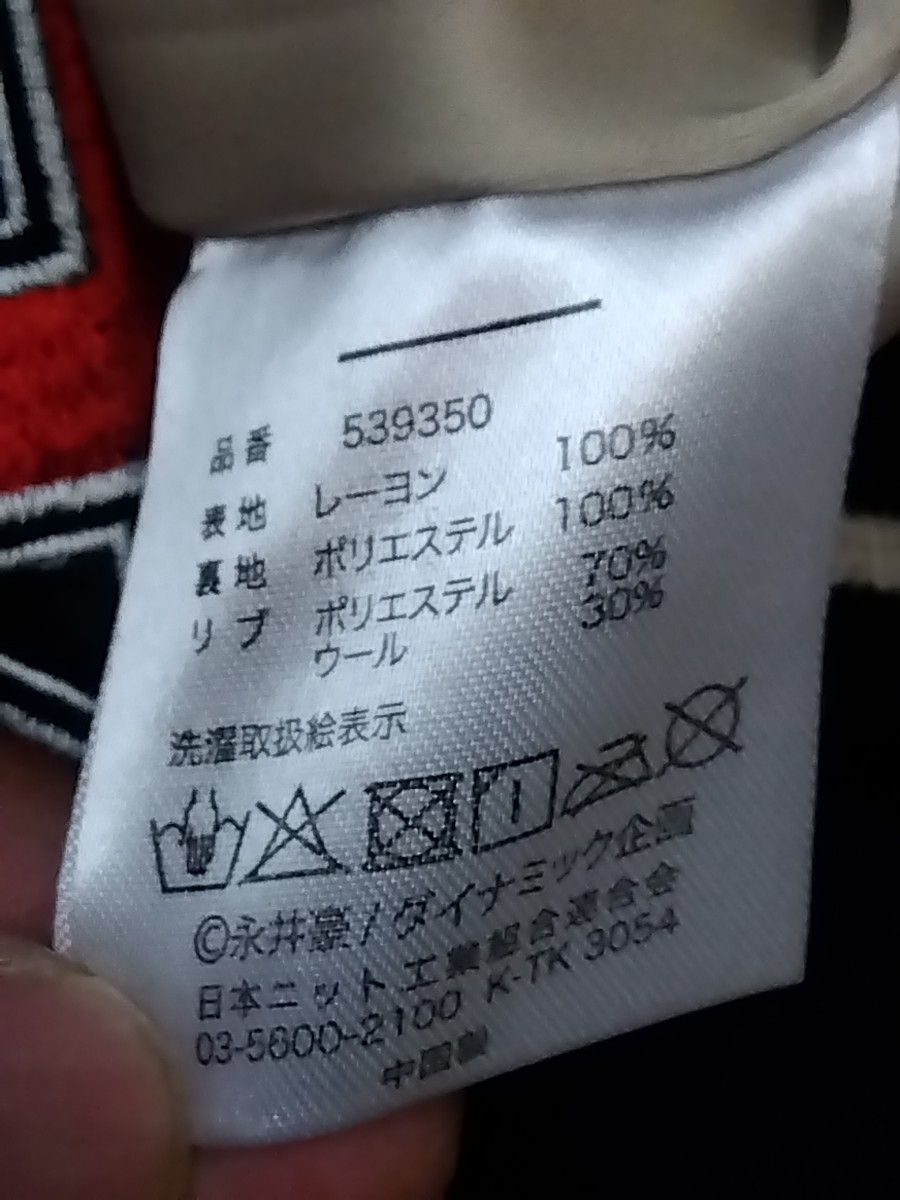 品番 539350
表地 レーヨン 100%
裏地 ポリエステル 100%
リブ ポリエステル 70%
ウール 30%
洗濯取扱絵表示
©永井豪/ダイナミック企画
日本ニット工業組合連合会
03-5600-2100 K-TK 3054
中国製